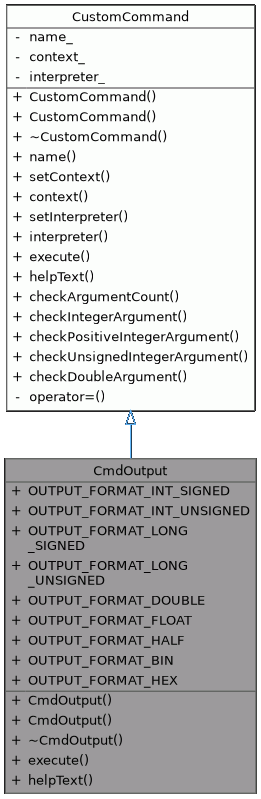 CustomCommand
- name_
- context_
- interpreter_
+ CustomCommand()
+ CustomCommand()
+ ~CustomCommand()
+ name()
+ setContext()
+ context()
+ setInterpreter()
+ interpreter()
+ execute()
+ helpText()
+ checkArgumentCount()
+ checkIntegerArgument()
+ checkPositiveIntegerArgument()
+ checkUnsignedIntegerArgument()
+ checkDoubleArgument()
- operator=()
CmdOutput
+ OUTPUT_FORMAT_INT_SIGNED
+ OUTPUT_FORMAT_INT_UNSIGNED
+ OUTPUT_FORMAT_LONG
_SIGNED
+ OUTPUT_FORMAT_LONG
_UNSIGNED
+ OUTPUT_FORMAT_DOUBLE
+ OUTPUT_FORMAT_FLOAT
+ OUTPUT_FORMAT_HALF
+ OUTPUT_FORMAT_BIN
+ OUTPUT_FORMAT_HEX
+ CmdOutput()
+ CmdOutput()
+ ~CmdOutput()
+ execute()
+ helpText()